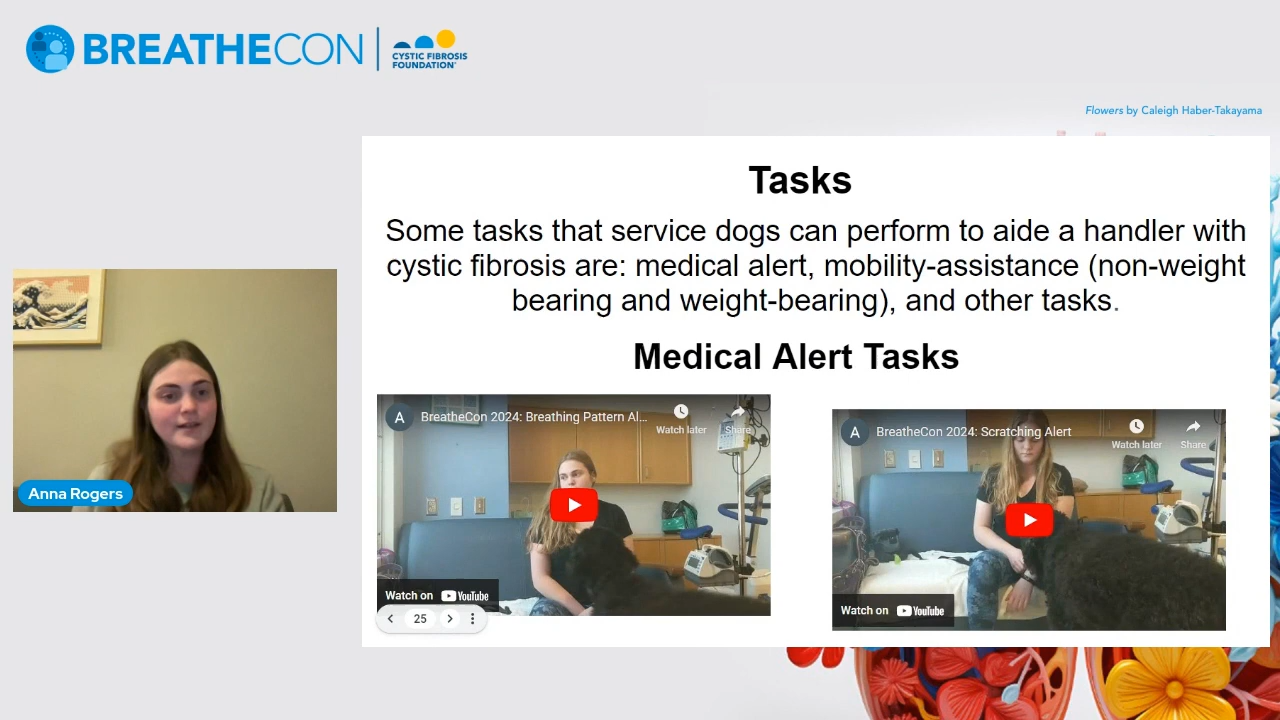 BREATHECON
CYSTIC FIBROSIS
FOUNDATION
Flowers by Caleigh Haber-Takayama
Tasks
Some tasks that service dogs can perform to aide a handler with
cystic fibrosis are: medical alert, mobility-assistance (non-weight
bearing and weight-bearing), and other tasks.
Medical Alert Tasks
A
BreatheCon 2024: Breathing Pattern Al...
Watch later
Share
Watch on YouTube
25
A
BreatheCon 2024: Scratching Alert
Watch later
Share
Watch on YouTube
Anna Rogers